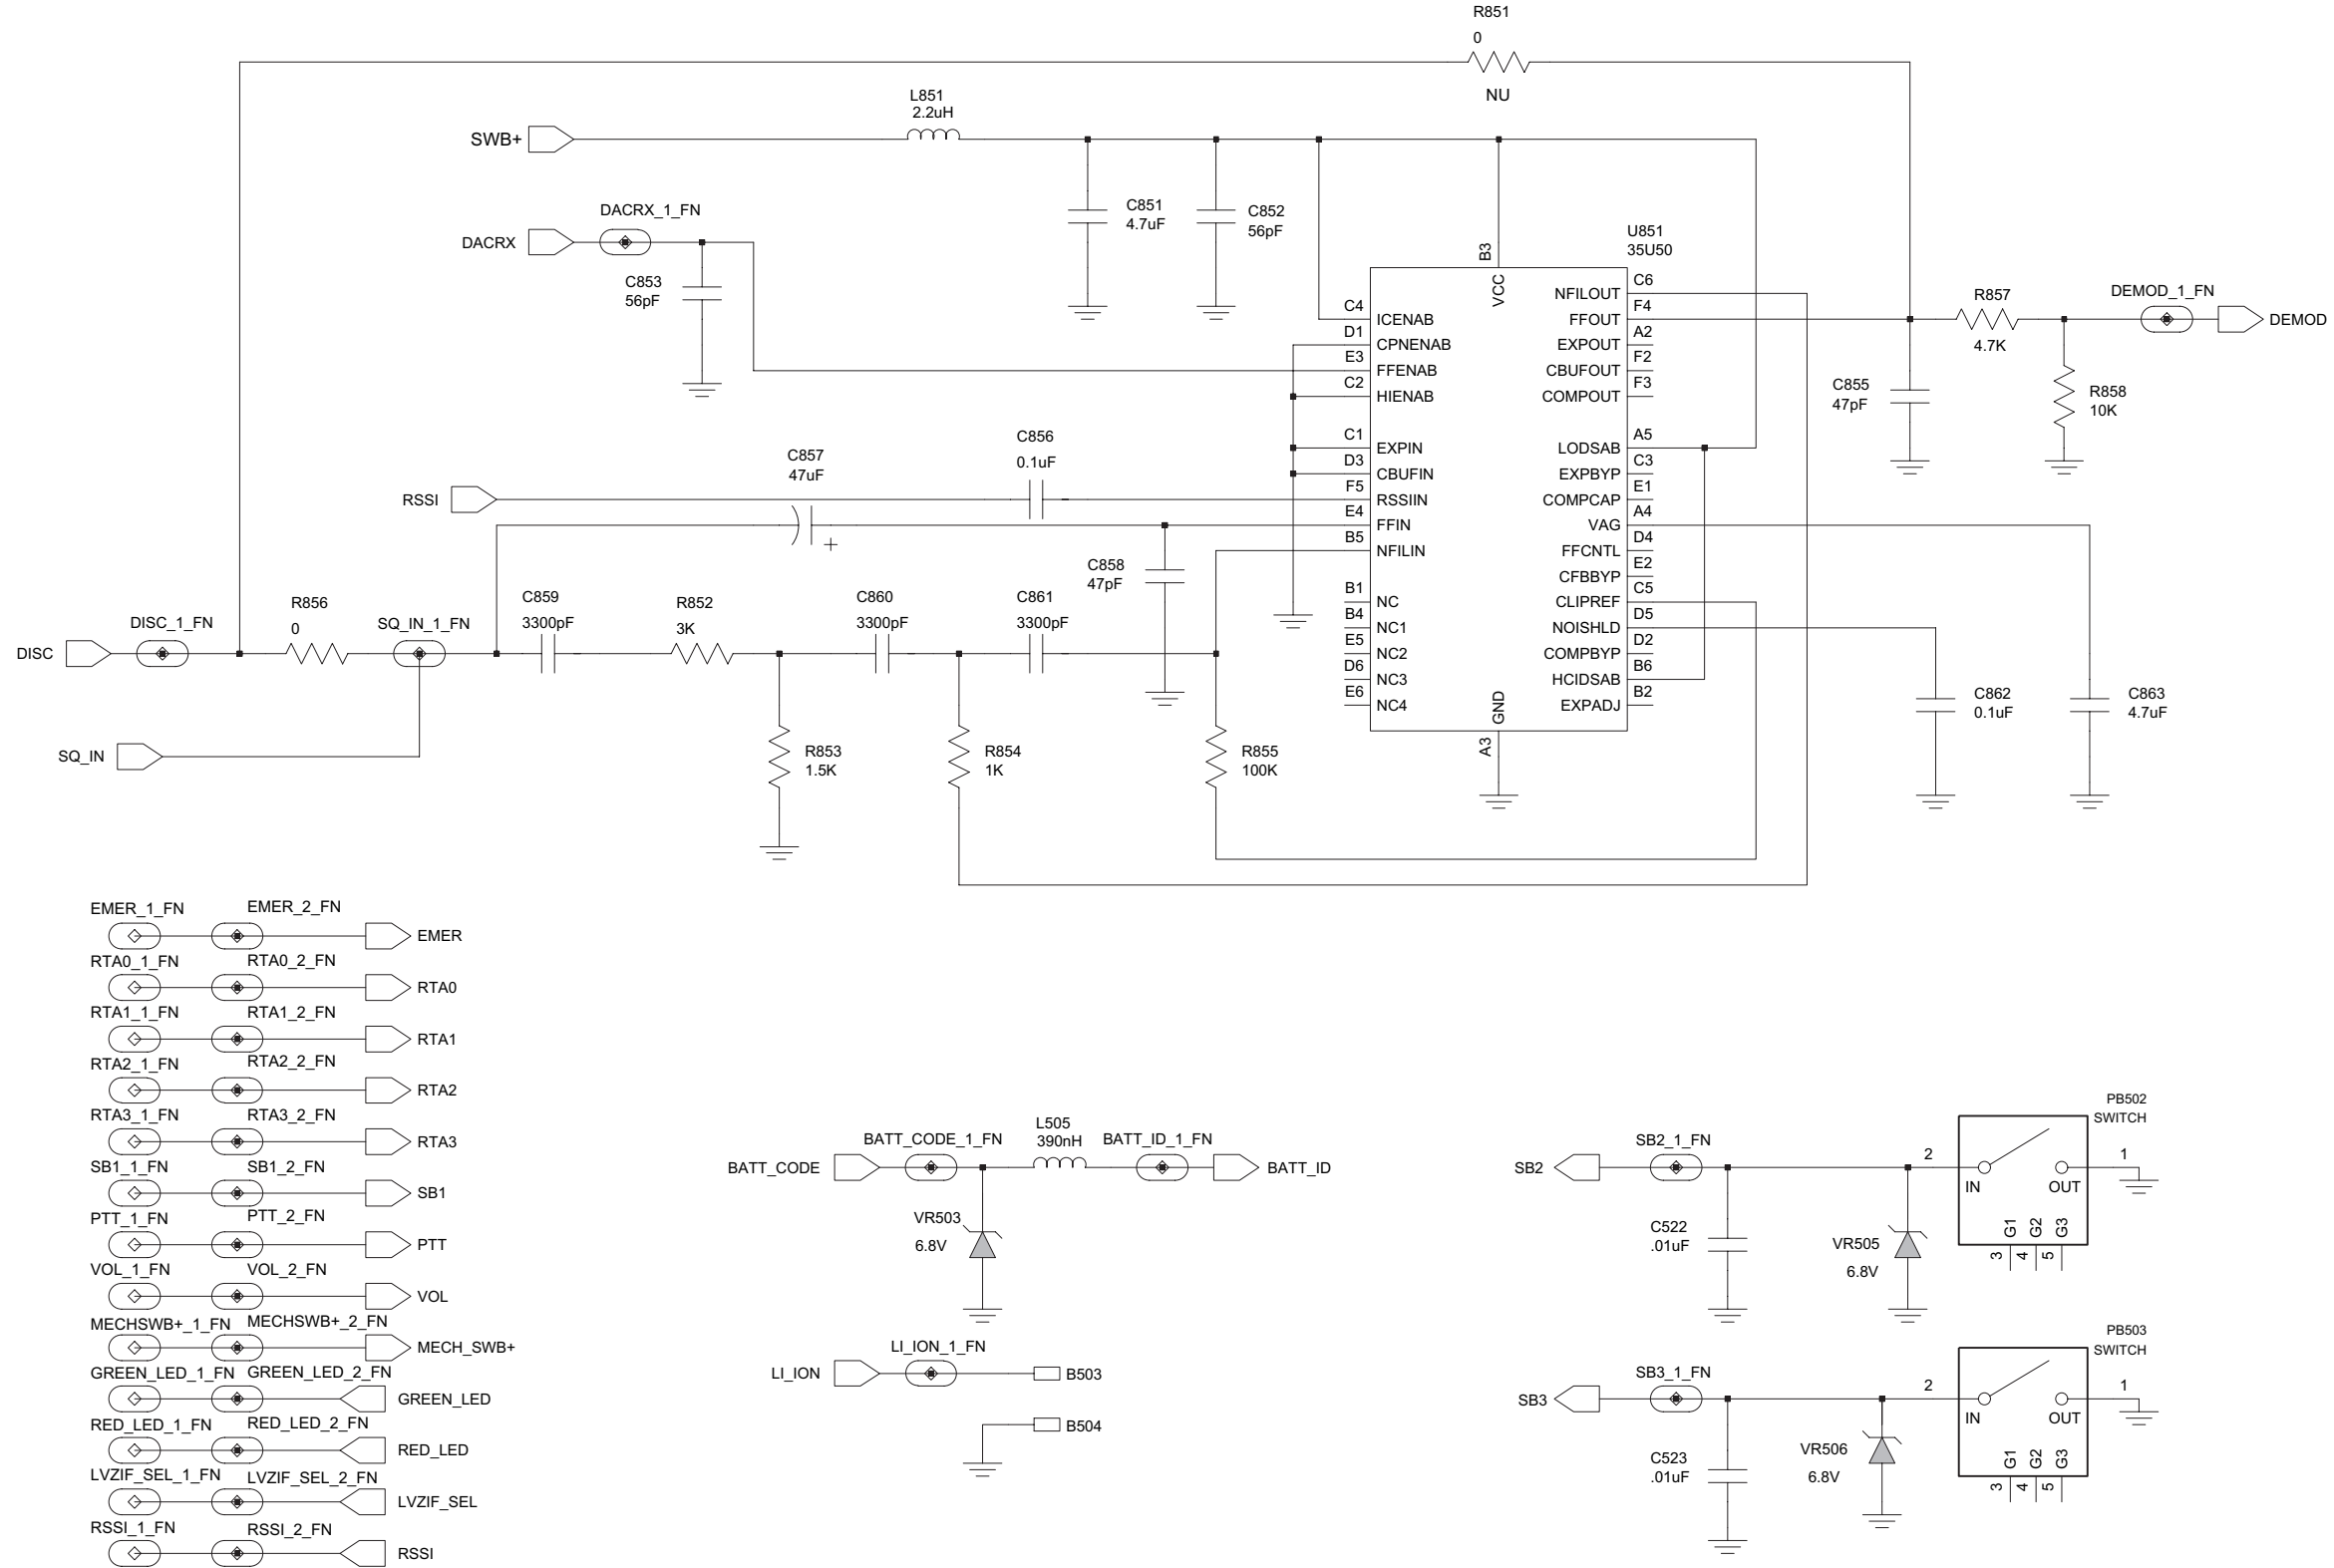 R851
0
NU
L851
2.2uH
SWB+
DACRX_1_FN
DACRX
C853
56pF
C851
4.7uF
C852
56pF
U851
35U50
B3
VCC
C4
ICENAB
D1
CPNENAB
E3
FFENAB
C2
HIENAB
C1
EXPIN
D3
CBUFIN
F5
RSSIIN
E4
FFIN
B5
NFILIN
B1
NC
B4
NC1
E5
NC2
D6
NC3
E6
NC4
GND
A3
C6
NFILOUT
F4
FFOUT
A2
EXPOUT
F2
CBUFOUT
F3
COMPOUT
A5
LODSAB
C3
EXPBYP
E1
COMPCAP
A4
VAG
D4
FFCNTL
E2
CFBBYP
C5
CLIPREF
D5
NOISHLD
D2
COMPBYP
B6
HCIDSAB
B2
EXPADJ
R857
4.7K
DEMOD_1_FN
DEMOD
C855
47pF
R858
10K
C857
47uF
+
C856
0.1uF
RSSI
C858
47pF
DISC
DISC_1_FN
R856
0
SQ_IN_1_FN
C859
3300pF
R852
3K
C860
3300pF
C861
3300pF
SQ_IN
R853
1.5K
R854
1K
R855
100K
C862
0.1uF
C863
4.7uF
EMER_1_FN EMER_2_FN
EMER
RTA0_1_FN RTA0_2_FN
RTA0
RTA1_1_FN RTA1_2_FN
RTA1
RTA2_1_FN RTA2_2_FN
RTA2
RTA3_1_FN RTA3_2_FN
RTA3
SB1_1_FN SB1_2_FN
SB1
PTT_1_FN PTT_2_FN
PTT
VOL_1_FN VOL_2_FN
VOL
MECHSWB+_1_FN MECHSWB+_2_FN
MECH_SWB+
GREEN_LED_1_FN GREEN_LED_2_FN
GREEN_LED
RED_LED_1_FN RED_LED_2_FN
RED_LED
LVZIF_SEL_1_FN LVZIF_SEL_2_FN
LVZIF_SEL
RSSI_1_FN RSSI_2_FN
RSSI
BATT_CODE
BATT_CODE_1_FN
L505
390nH
BATT_ID_1_FN
BATT_ID
VR503
6.8V
LI_ION
LI_ION_1_FN
B503
B504
SB2
SB2_1_FN
C522
.01uF
VR505
6.8V
PB502
SWITCH
2
1
IN
OUT
G1 G2 G3
3 4 5
SB3
SB3_1_FN
C523
.01uF
VR506
6.8V
PB503
SWITCH
2
1
IN
OUT
G1 G2 G3
3 4 5